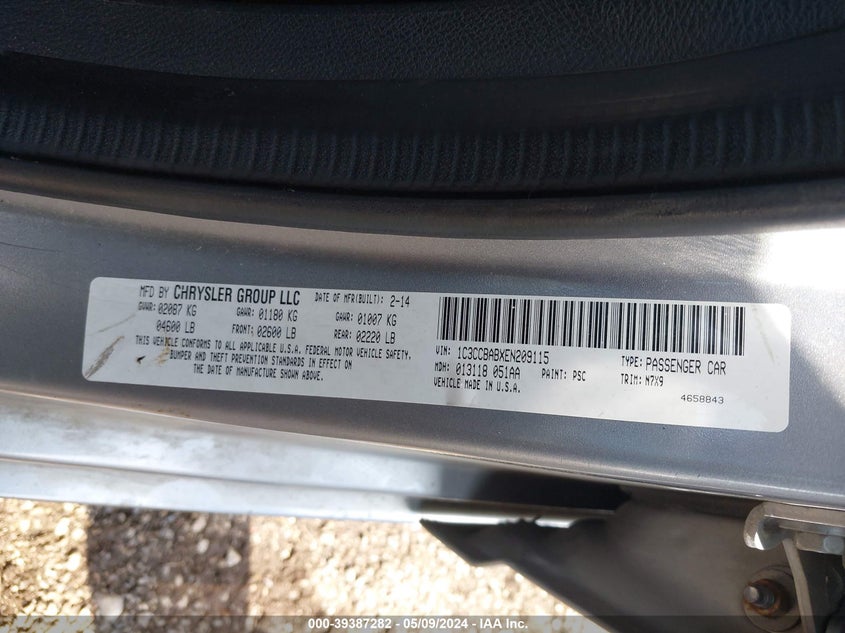 MFD BY CHRYSLER GROUP LLC DATE OF MFR(BUILT): 2-14
GVWR: 02087 KG GAWR: 01180 KG GAWR: 01007 KG
04600 LB FRONT: 02600 LB REAR: 02220 LB
THIS VEHICLE CONFORMS TO ALL APPLICABLE U.S.A. FEDERAL MOTOR VEHICLE SAFETY,
BUMPER AND THEFT PREVENTION STANDARDS IN EFFECT ON
THE DATE OF MANUFACTURE SHOWN ABOVE.
VIN: 1C3CCBABXEN209115 TYPE: PASSENGER CAR
MDH: 013118 051AA PAINT: PSC TRIM: N7X9
VEHICLE MADE IN U.S.A.
4658843
000-39387282 - 05/09/2024 - IAA Inc.